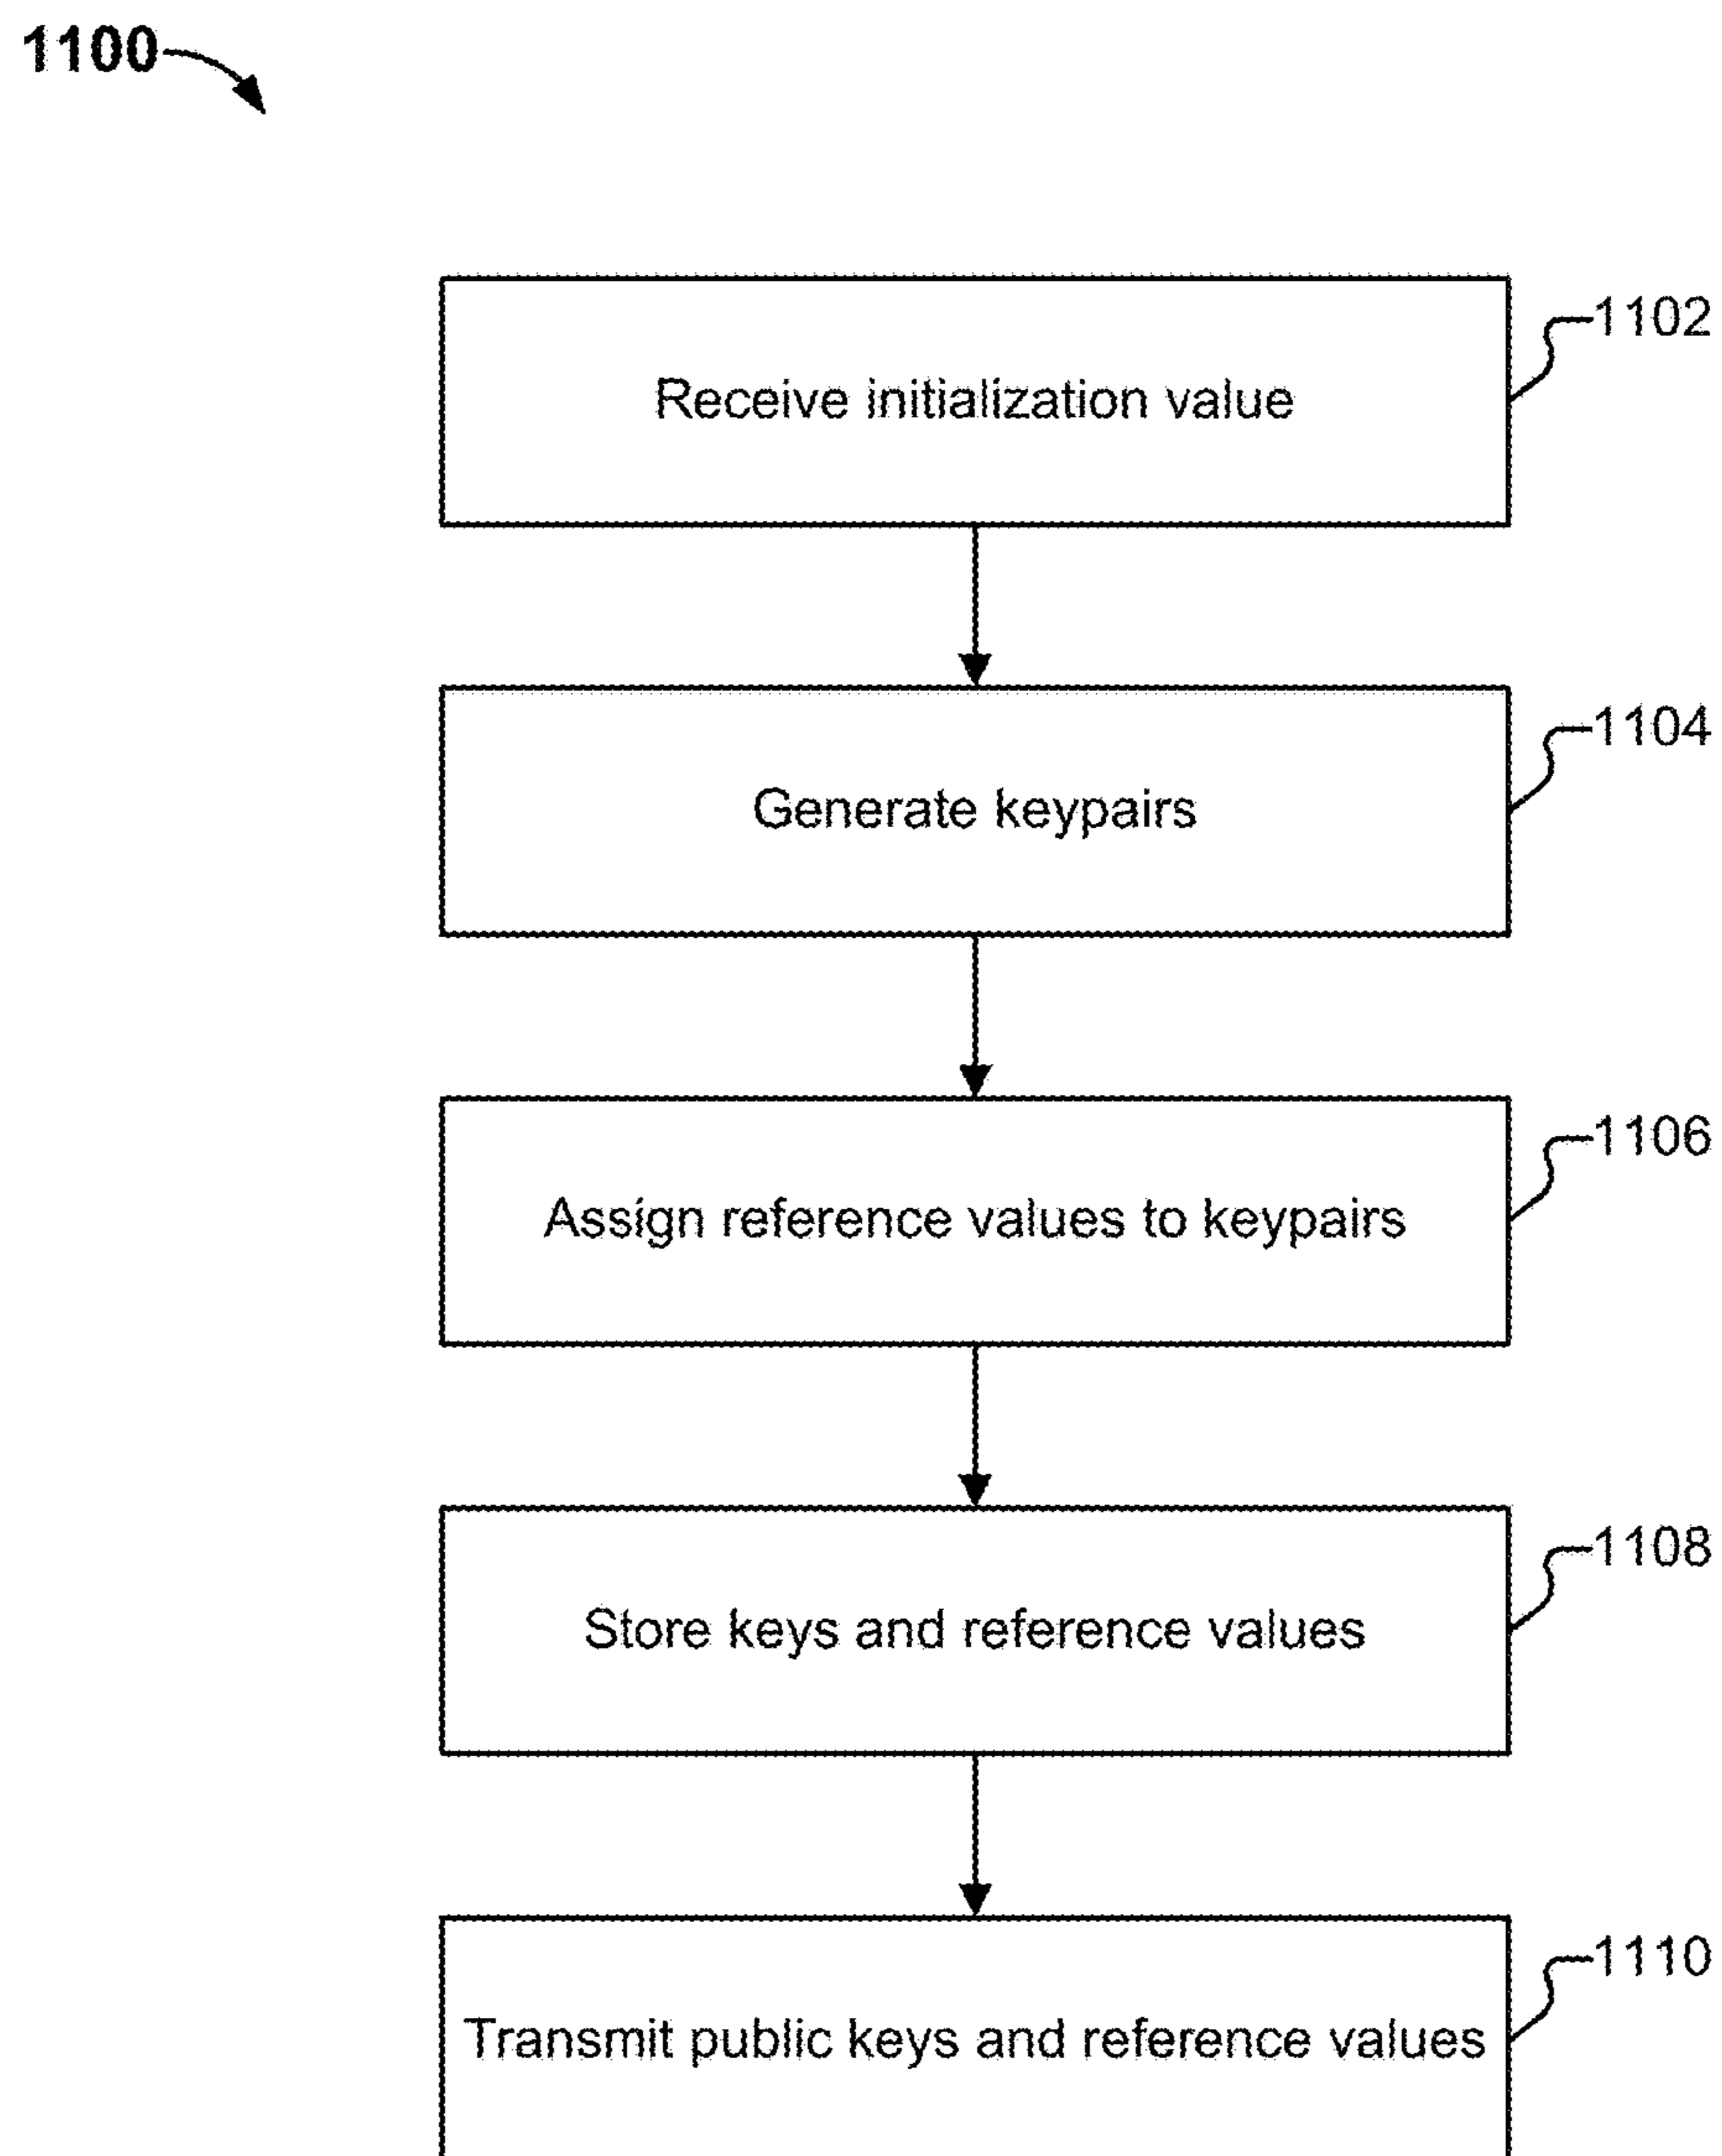 1100
Receive initialization value
1102
Generate keypairs
1104
Assign reference values to keypairs
1106
Store keys and reference values
1108
Transmit public keys and reference values
1110